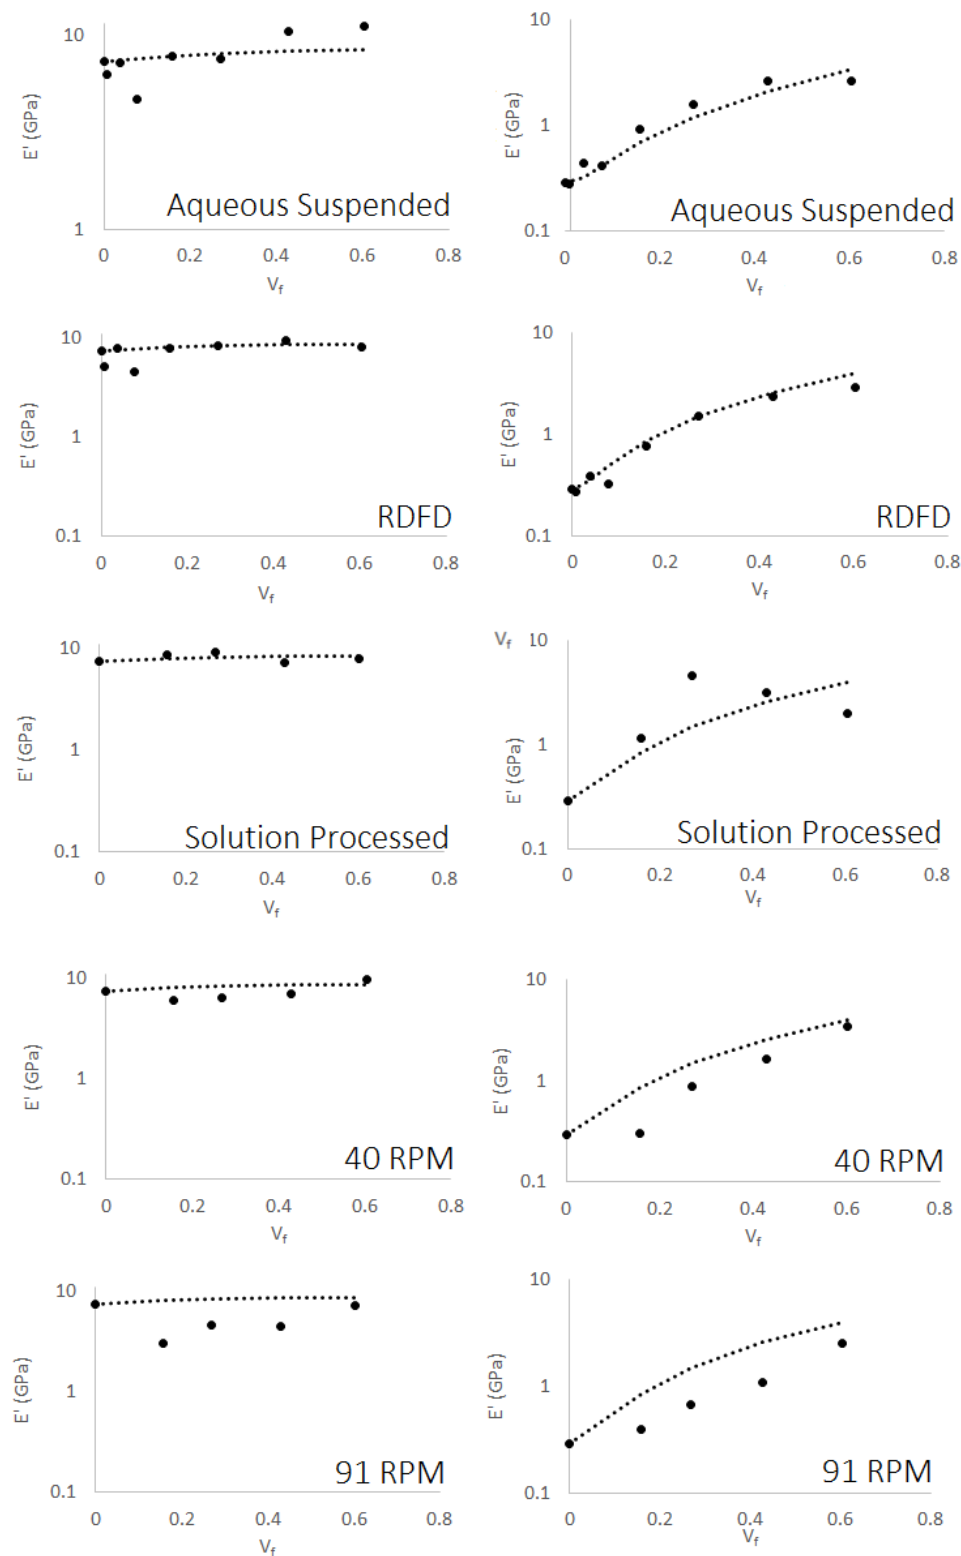 10
E' (GPa)
Aqueous Suspended
1
0 0.2 0.4 0.6 0.8
Vf
10
1
E' (GPa)
Aqueous Suspended
0.1
0 0.2 0.4 0.6 0.8
Vf
10
E' (GPa)
1
RDFD
0.1
0 0.2 0.4 0.6 0.8
Vf
10
E' (GPa)
1
RDFD
0.1
0 0.2 0.4 0.6 0.8
Vf
10
E' (GPa)
1
Solution Processed
0.1
0 0.2 0.4 0.6 0.8
Vf
Vf 10
E' (GPa)
1
Solution Processed
0.1
0 0.2 0.4 0.6 0.8
Vf
10
E' (GPa)
1
40 RPM
0.1
0 0.2 0.4 0.6 0.8
Vf
10
E' (GPa)
1
40 RPM
0.1
0 0.2 0.4 0.6 0.8
Vf
10
E' (GPa)
1
91 RPM
0.1
0 0.2 0.4 0.6 0.8
Vf
10
E' (GPa)
1
91 RPM
0.1
0 0.2 0.4 0.6 0.8
Vf